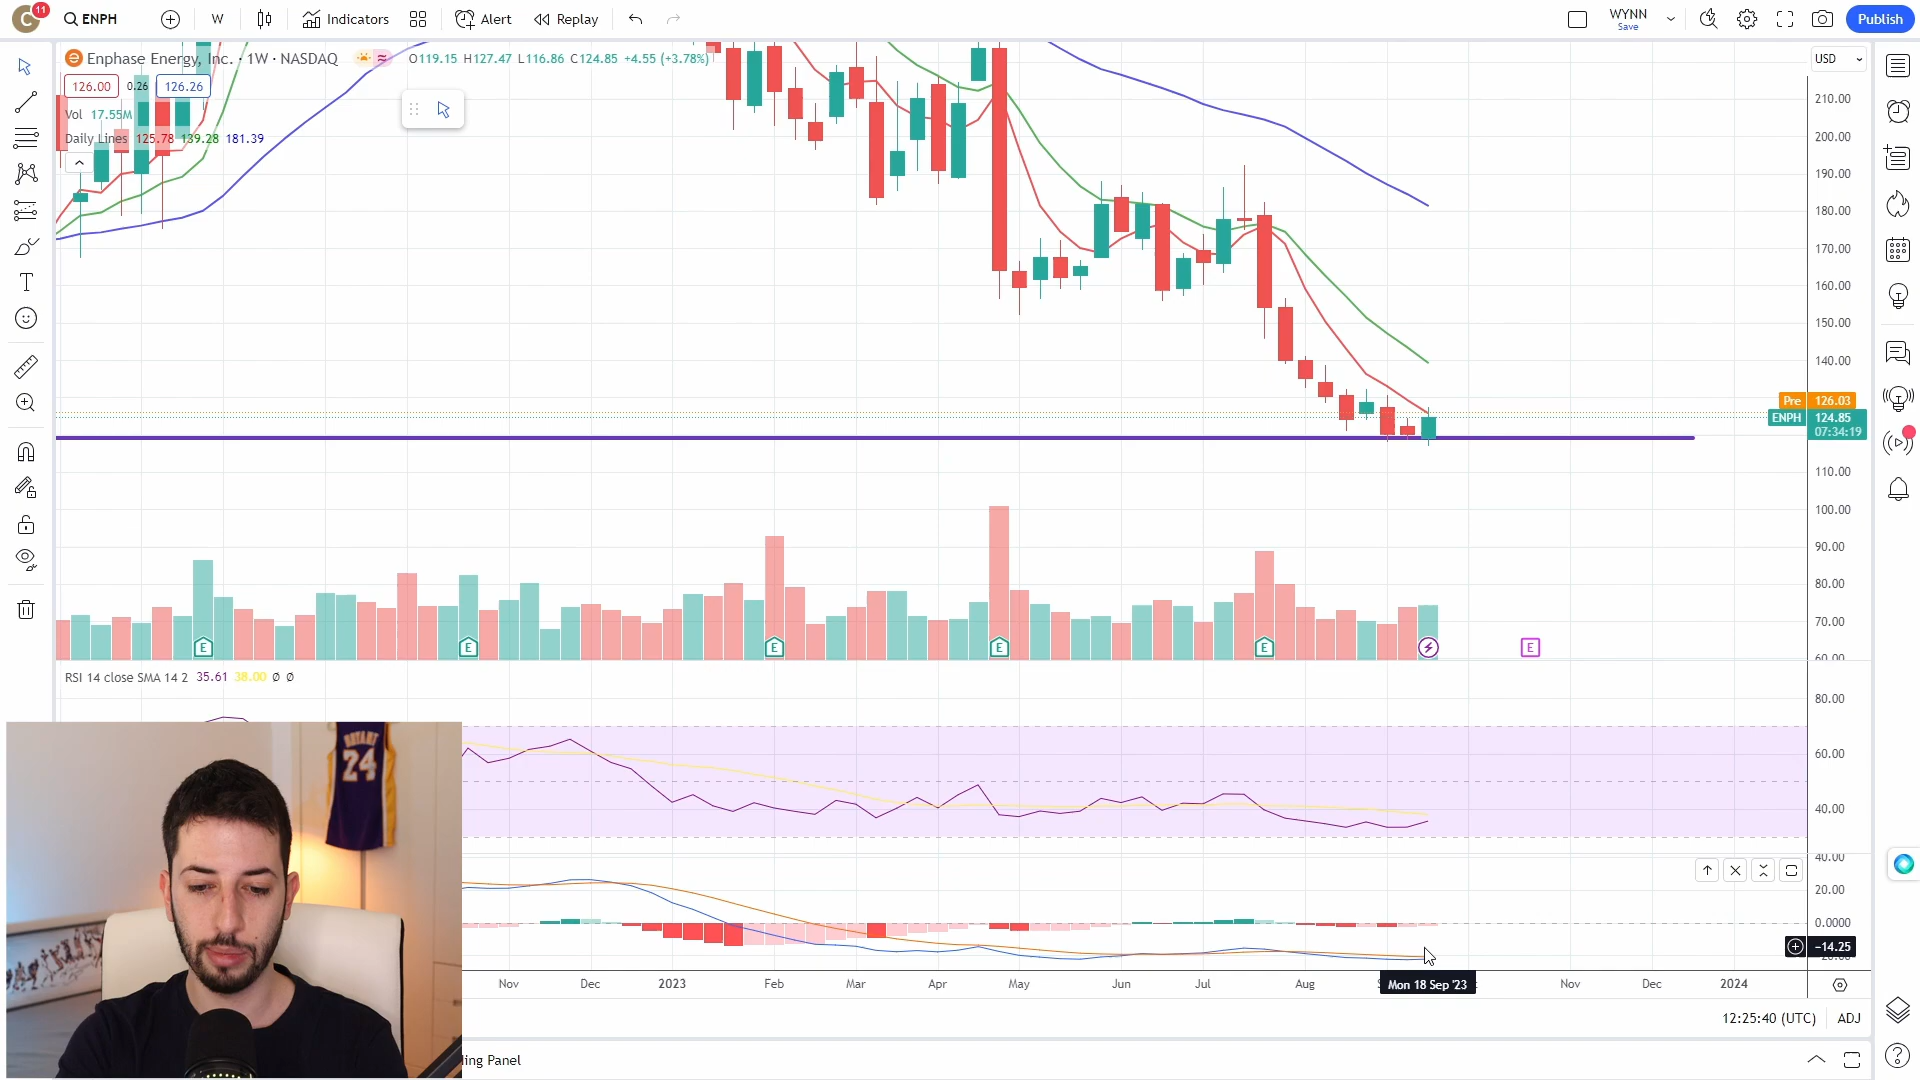 C 11 ENPH W Indicators Alert Replay WYNN Save Publish
Enphase Energy, Inc. · 1W · NASDAQ O119.15 H127.47 L116.86 C124.85 +4.55 (+3.78%) USD
126.00 0.26 126.26
Vol 17.55M
Daily Lines 125.78 139.28 181.39
210.00
200.00
190.00
180.00
170.00
160.00
150.00
140.00
Pre 126.03
ENPH 124.85
07:34:19
110.00
100.00
90.00
80.00
70.00
60.00
E E E E E E
RSI 14 close SMA 14 2 35.61 38.00 Ø Ø
80.00
60.00
40.00
BRYANT
24
40.00
20.00
0.0000
−14.25
Nov Dec 2023 Feb Mar Apr May Jun Jul Aug Mon 18 Sep '23 Nov Dec 2024
12:25:40 (UTC) ADJ
ing Panel